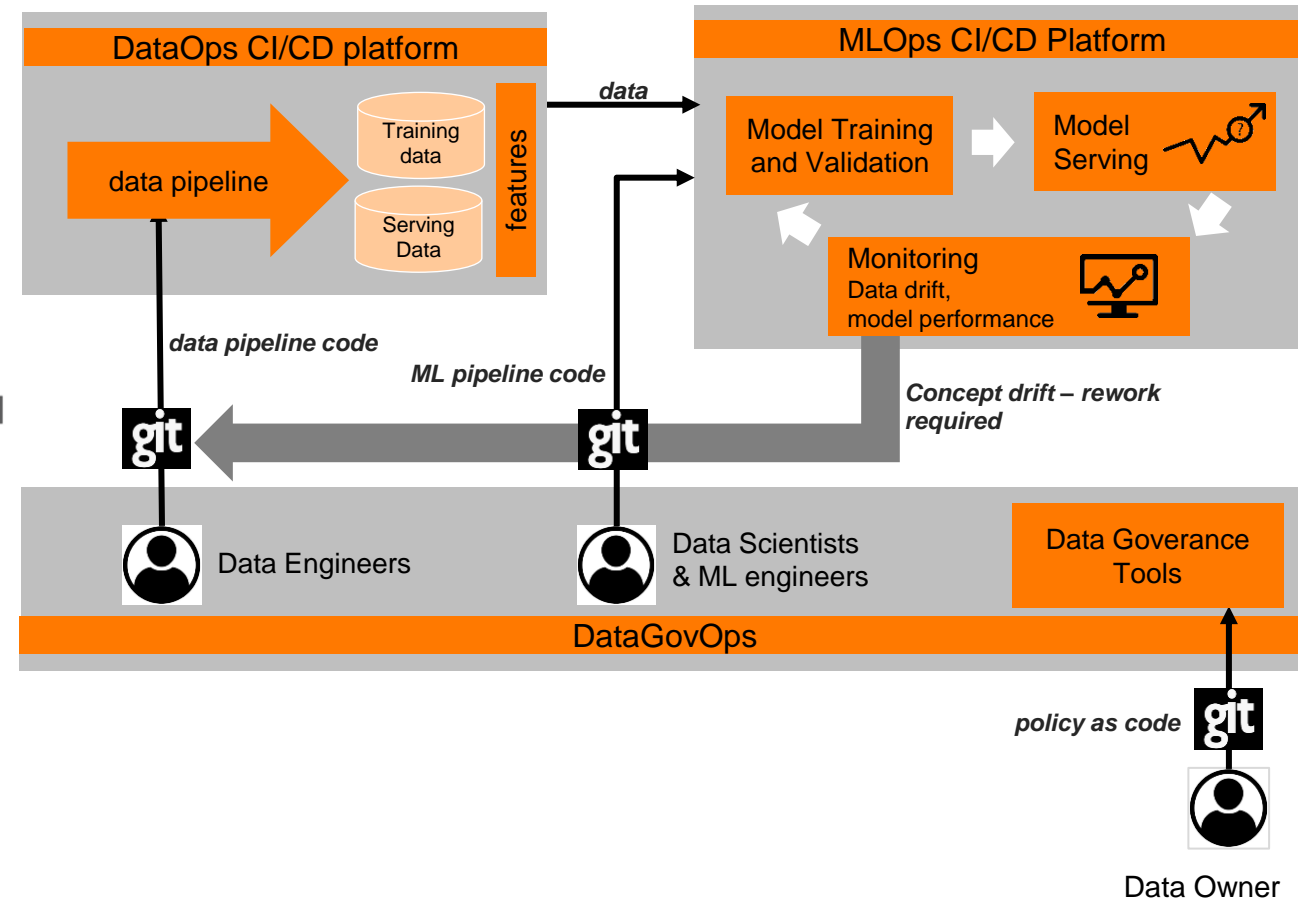 DataOps CI/CD platform
MLOps CI/CD Platform
data
Training
data
Serving
Data
features
data pipeline
Model Training
and Validation
Model
Serving
?
Monitoring
Data drift,
model performance
data pipeline code
ML pipeline code
Concept drift – rework
required
git
git
Data Engineers
Data Scientists
& ML engineers
Data Goverance
Tools
DataGovOps
policy as code
git
Data Owner